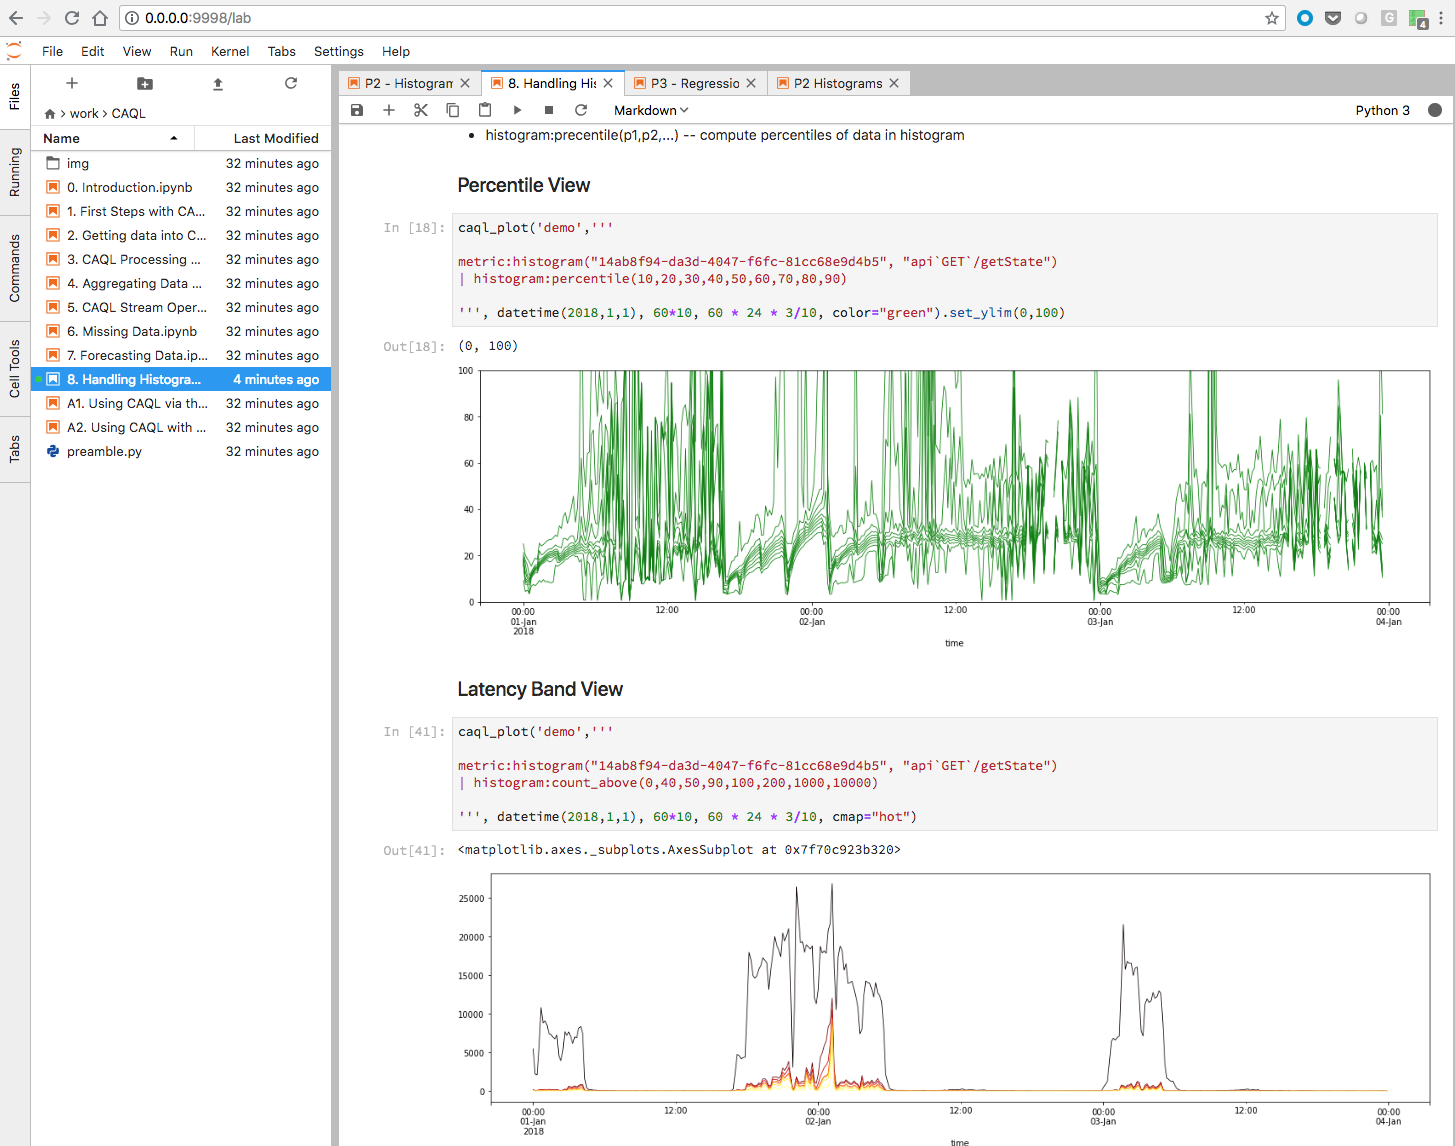 0.0.0.0:9998/lab
4
File Edit View Run Kernel Tabs Settings Help
Files
Running
Commands
Cell Tools
Tabs
work > CAQL
Name Last Modified
img 32 minutes ago
0. Introduction.ipynb 32 minutes ago
1. First Steps with CA... 32 minutes ago
2. Getting data into C... 32 minutes ago
3. CAQL Processing ... 32 minutes ago
4. Aggregating Data ... 32 minutes ago
5. CAQL Stream Oper... 32 minutes ago
6. Missing Data.ipynb 32 minutes ago
7. Forecasting Data.ip... 32 minutes ago
8. Handling Histogra... 4 minutes ago
A1. Using CAQL via th... 32 minutes ago
A2. Using CAQL with ... 32 minutes ago
preamble.py 32 minutes ago
P2 - Histogram 8. Handling His P3 - Regressio P2 Histograms
Markdown Python 3
• histogram:precentile(p1,p2,...) -- compute percentiles of data in histogram
Percentile View
In [18]: caql_plot('demo','''
metric:histogram("14ab8f94-da3d-4047-f6fc-81cc68e9d4b5", "api`GET`/getState")
| histogram:percentile(10,20,30,40,50,60,70,80,90)
''', datetime(2018,1,1), 60*10, 60 * 24 * 3/10, color="green").set_ylim(0,100)
Out[18]: (0, 100)
100
80
60
40
20
0
00:00 12:00 00:00 12:00 00:00 12:00 00:00
01-Jan 02-Jan 03-Jan 04-Jan
2018
time
Latency Band View
In [41]: caql_plot('demo','''
metric:histogram("14ab8f94-da3d-4047-f6fc-81cc68e9d4b5", "api`GET`/getState")
| histogram:count_above(0,40,50,90,100,200,1000,10000)
''', datetime(2018,1,1), 60*10, 60 * 24 * 3/10, cmap="hot")
Out[41]: <matplotlib.axes._subplots.AxesSubplot at 0x7f70c923b320>
25000
20000
15000
10000
5000
0
00:00 12:00 00:00 12:00 00:00 12:00 00:00
01-Jan 02-Jan 03-Jan 04-Jan
2018
time